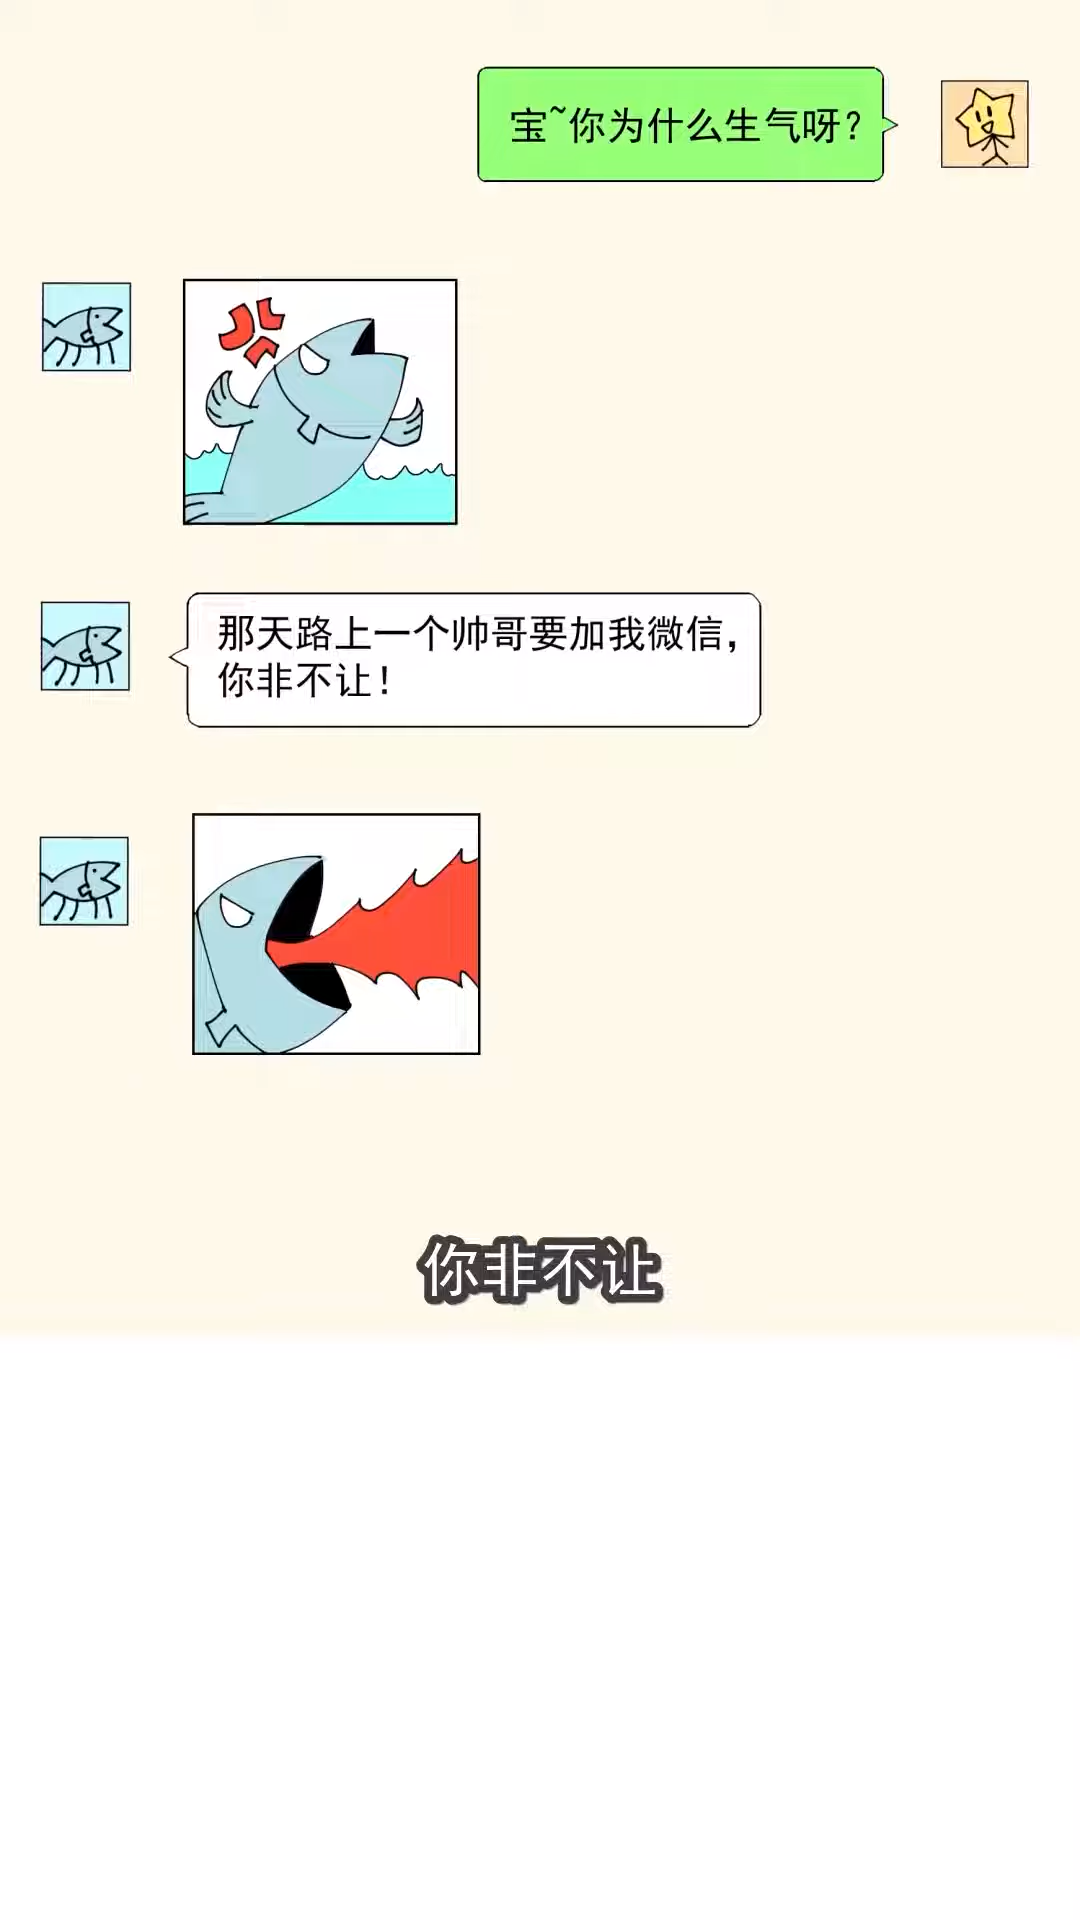 宝~你为什么生气呀？
那天路上一个帅哥要加我微信，
你非不让！
你非不让